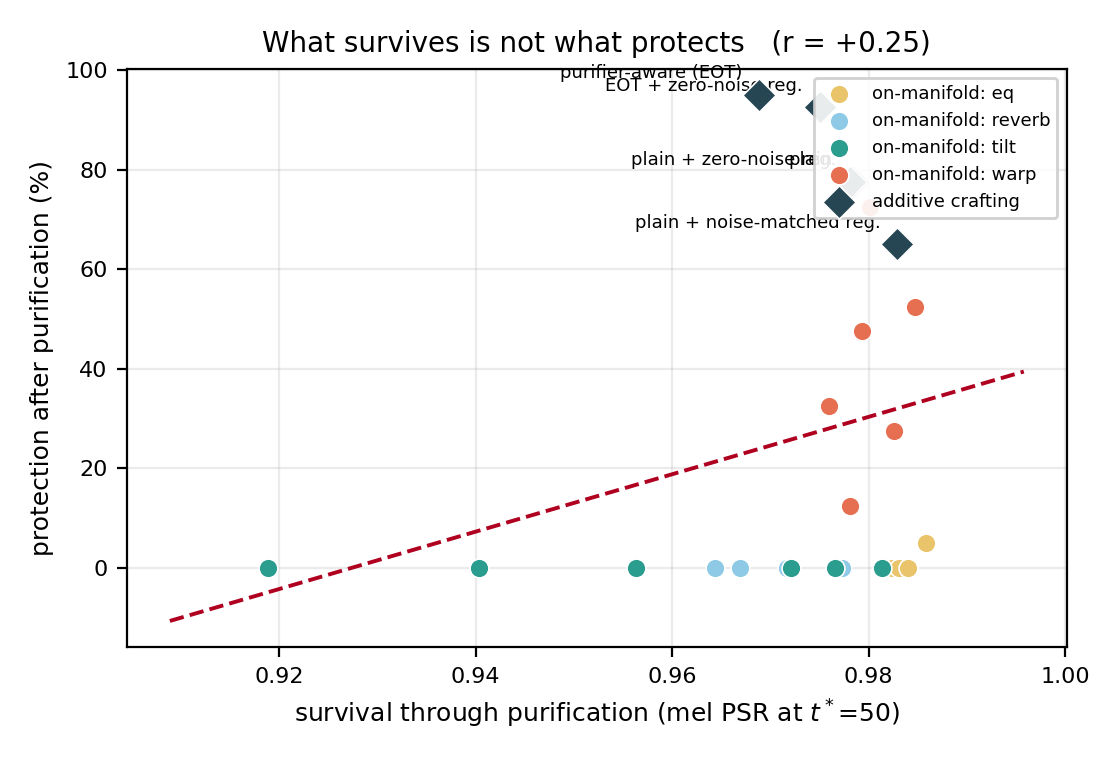 What survives is not what protects (r = +0.25)
purifier-aware (EOT)
EOT + zero-noise reg.
plain + zero-noise reg.
plain
plain + noise-matched reg.
on-manifold: eq
on-manifold: reverb
on-manifold: tilt
on-manifold: warp
additive crafting
protection after purification (%)
100
80
60
40
20
0
0.92 0.94 0.96 0.98 1.00
survival through purification (mel PSR at t*=50)